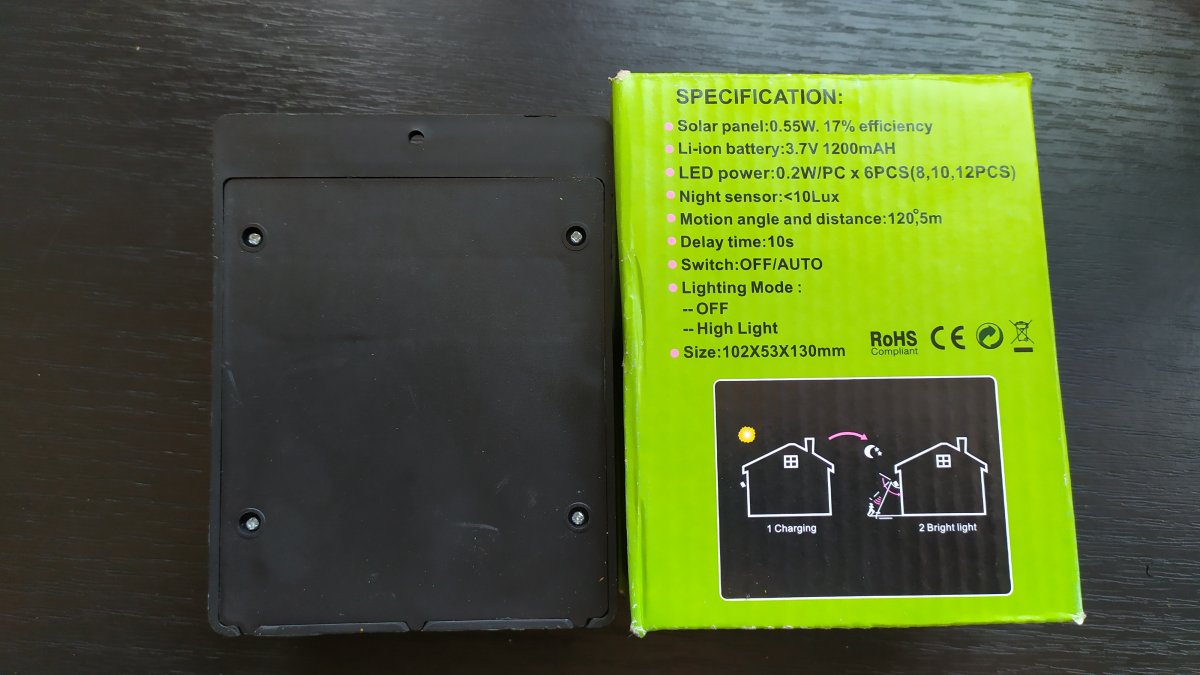 SPECIFICATION:
Solar panel:0.55W. 17% efficiency
Li-ion battery:3.7V 1200mAH
LED power:0.2W/PC x 6PCS(8,10,12PCS)
Night sensor:<10Lux
Motion angle and distance:120°,5m
Delay time:10s
Switch:OFF/AUTO
Lighting Mode :
-- OFF
-- High Light
Size:102X53X130mm
RoHS
Compliant
CE
1 Charging
2 Bright light